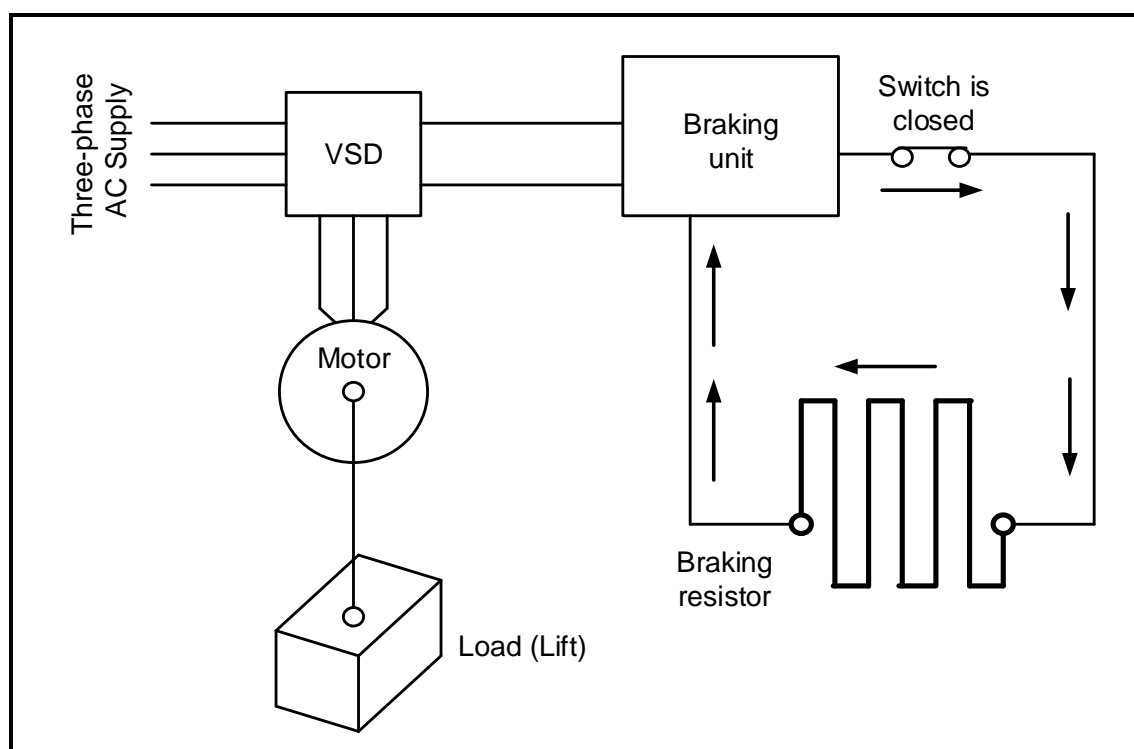 Three-phase
AC Supply
VSD
Braking
unit
Switch is
closed
Motor
Braking
resistor
Load (Lift)